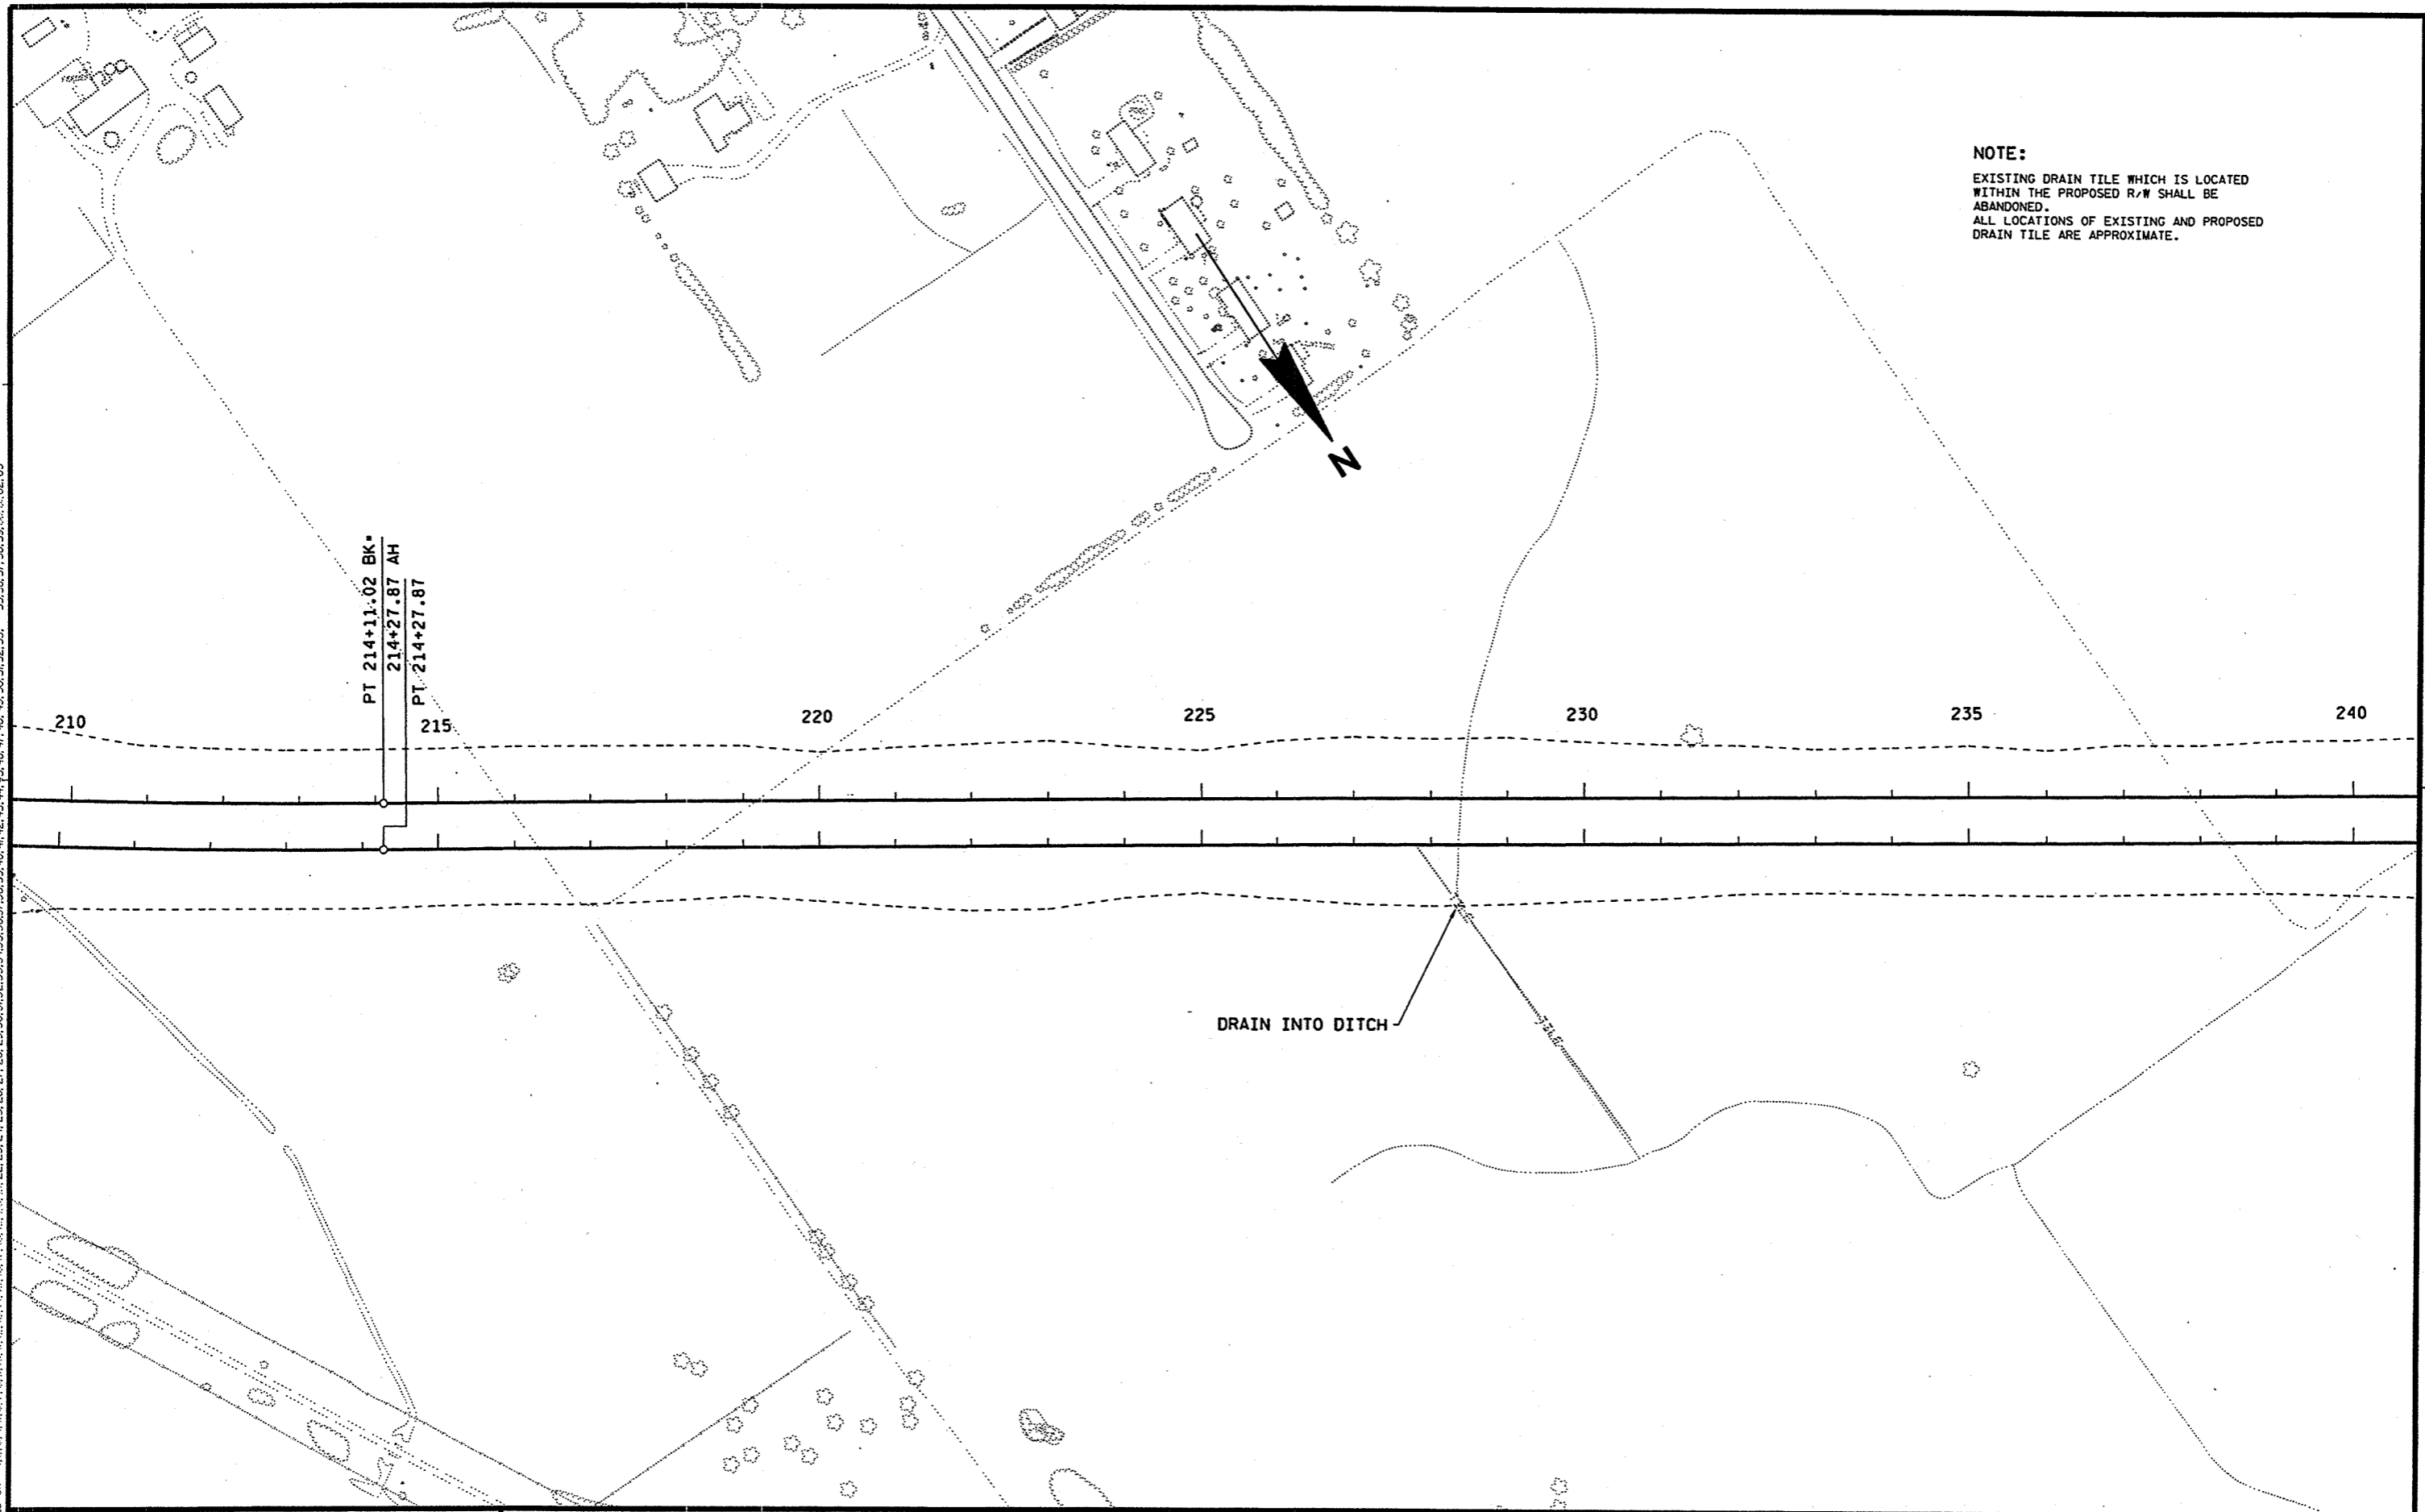 NOTE:
EXISTING DRAIN TILE WHICH IS LOCATED
WITHIN THE PROPOSED R/W SHALL BE
ABANDONED.
ALL LOCATIONS OF EXISTING AND PROPOSED
DRAIN TILE ARE APPROXIMATE.
N
PT 214+11.02 BK=
214+27.87 AH
PT 214+27.87
210
215
220
225
230
235
240
DRAIN INTO DITCH
TILE